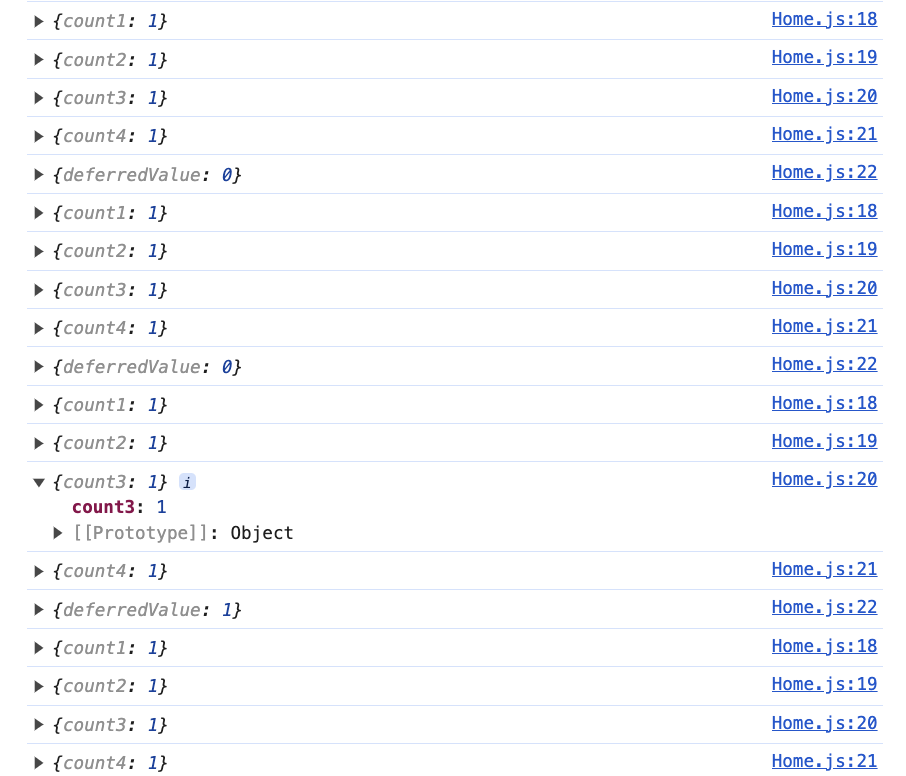 ▶ {count1: 1} Home.js:18
▶ {count2: 1} Home.js:19
▶ {count3: 1} Home.js:20
▶ {count4: 1} Home.js:21
▶ {deferredValue: 0} Home.js:22
▶ {count1: 1} Home.js:18
▶ {count2: 1} Home.js:19
▶ {count3: 1} Home.js:20
▶ {count4: 1} Home.js:21
▶ {deferredValue: 0} Home.js:22
▶ {count1: 1} Home.js:18
▶ {count2: 1} Home.js:19
▼ {count3: 1} i Home.js:20
count3: 1
▶ [[Prototype]]: Object
▶ {count4: 1} Home.js:21
▶ {deferredValue: 1} Home.js:22
▶ {count1: 1} Home.js:18
▶ {count2: 1} Home.js:19
▶ {count3: 1} Home.js:20
▶ {count4: 1} Home.js:21